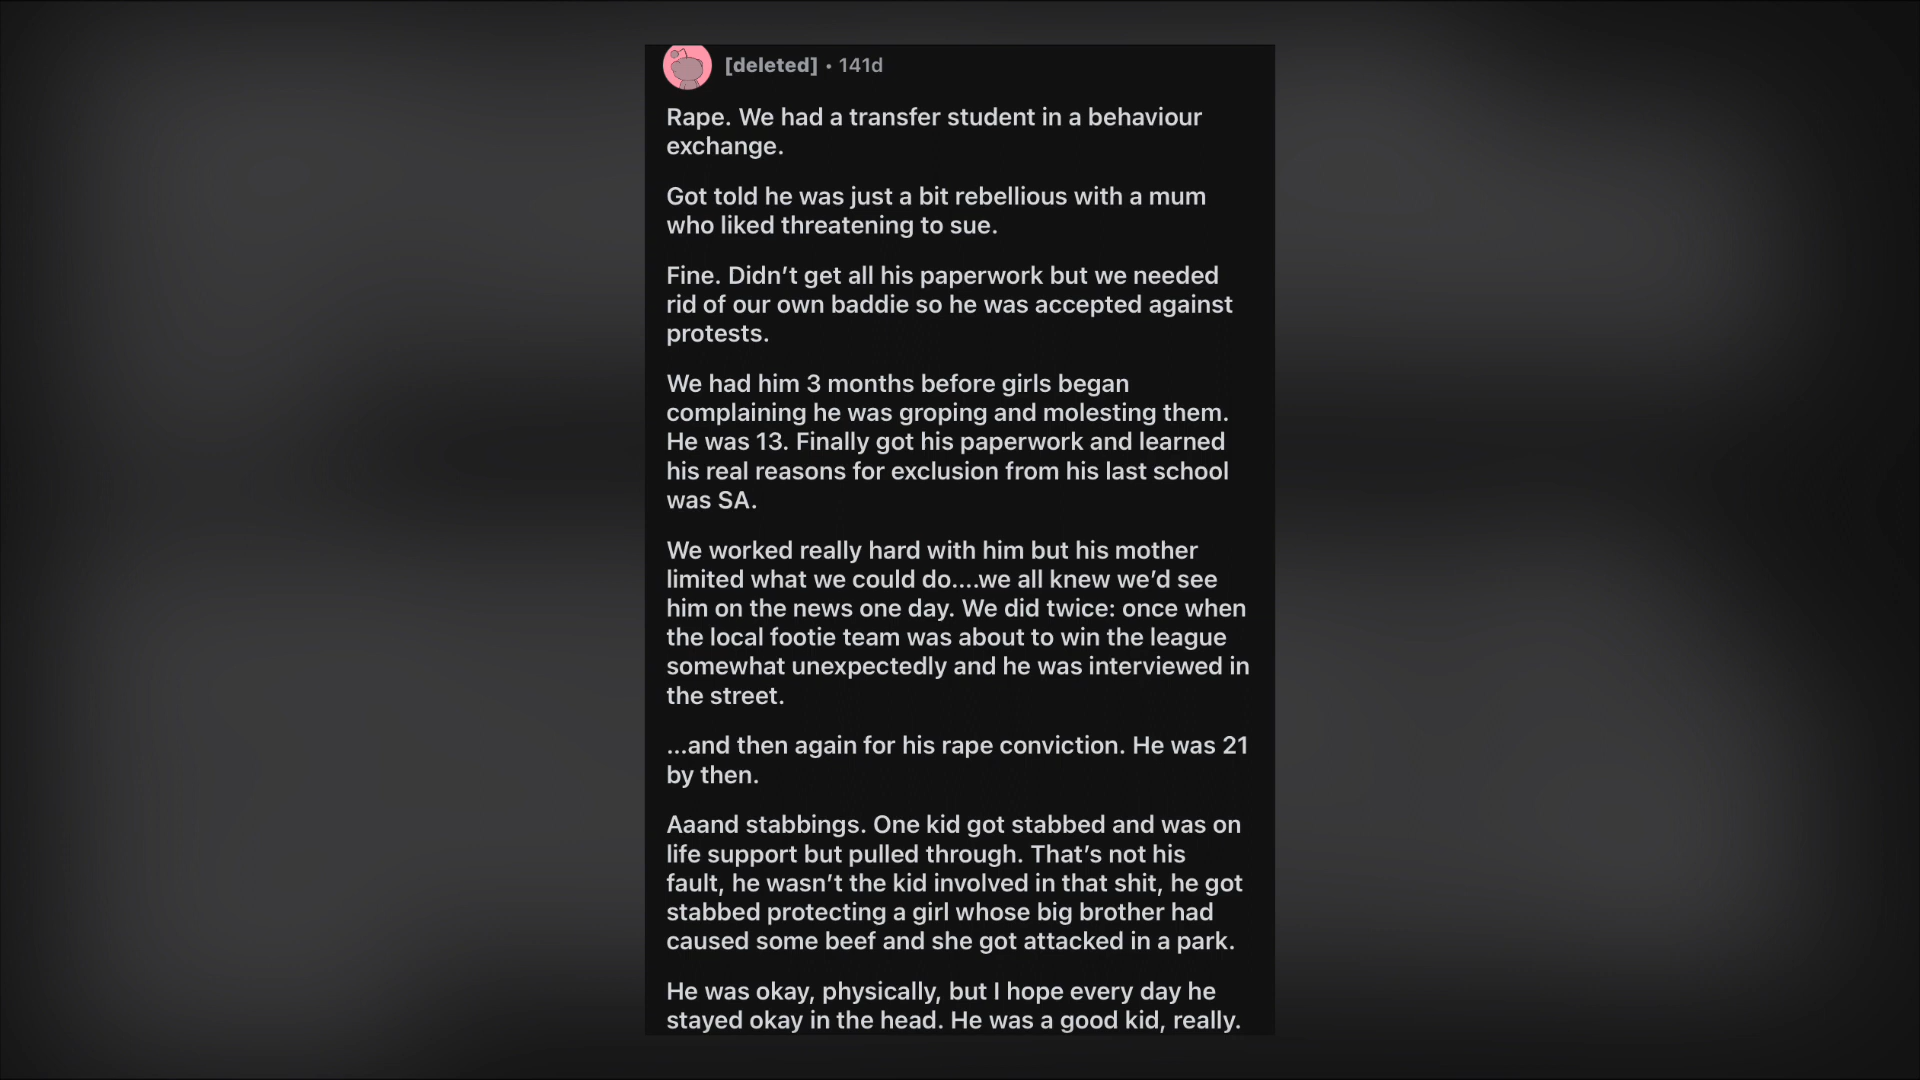 [deleted] • 141d
Rape. We had a transfer student in a behaviour
exchange.
Got told he was just a bit rebellious with a mum
who liked threatening to sue.
Fine. Didn’t get all his paperwork but we needed
rid of our own baddie so he was accepted against
protests.
We had him 3 months before girls began
complaining he was groping and molesting them.
He was 13. Finally got his paperwork and learned
his real reasons for exclusion from his last school
was SA.
We worked really hard with him but his mother
limited what we could do....we all knew we’d see
him on the news one day. We did twice: once when
the local footie team was about to win the league
somewhat unexpectedly and he was interviewed in
the street.
...and then again for his rape conviction. He was 21
by then.
Aaand stabbings. One kid got stabbed and was on
life support but pulled through. That’s not his
fault, he wasn’t the kid involved in that shit, he got
stabbed protecting a girl whose big brother had
caused some beef and she got attacked in a park.
He was okay, physically, but I hope every day he
stayed okay in the head. He was a good kid, really.